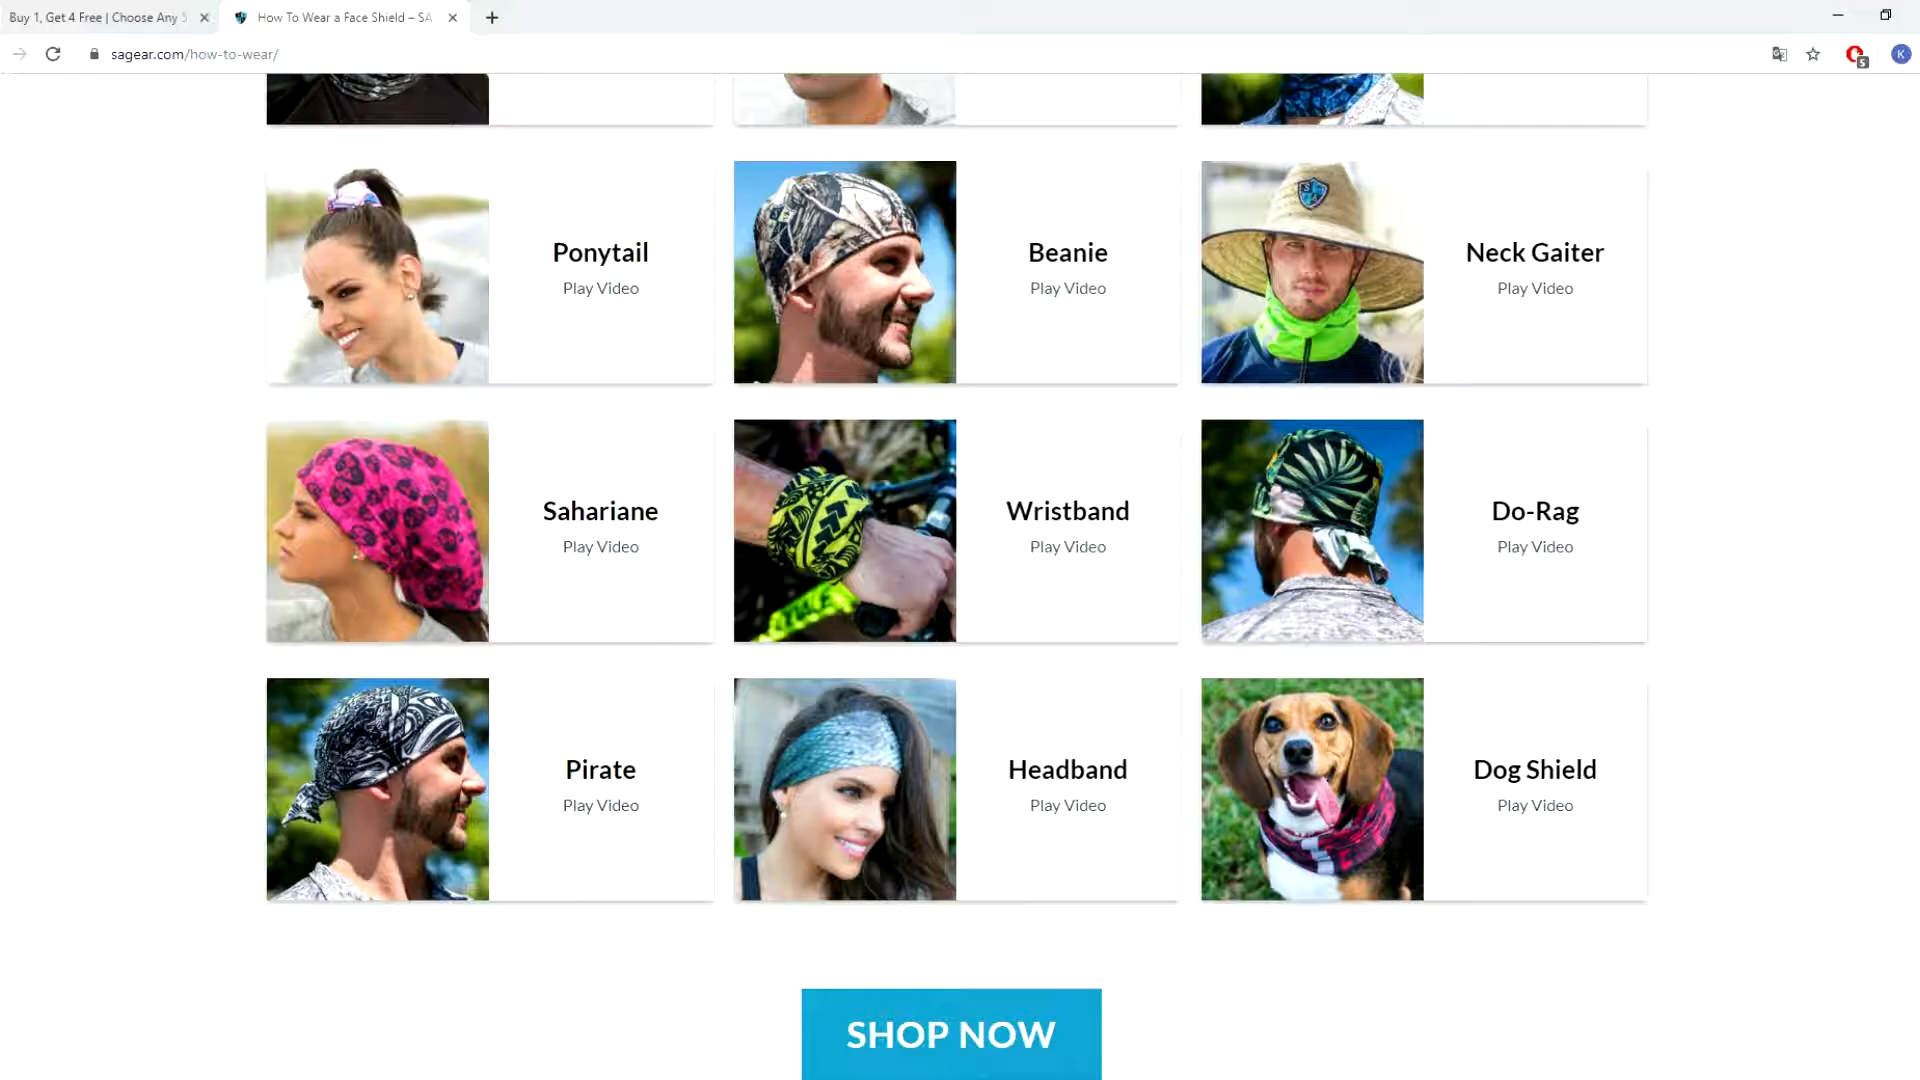 Buy 1, Get 4 Free | Choose Any 5
How To Wear a Face Shield – SA
sagear.com/how-to-wear/
5
K
Ponytail
Play Video
Beanie
Play Video
Neck Gaiter
Play Video
Sahariane
Play Video
Wristband
Play Video
Do-Rag
Play Video
Pirate
Play Video
Headband
Play Video
Dog Shield
Play Video
SHOP NOW